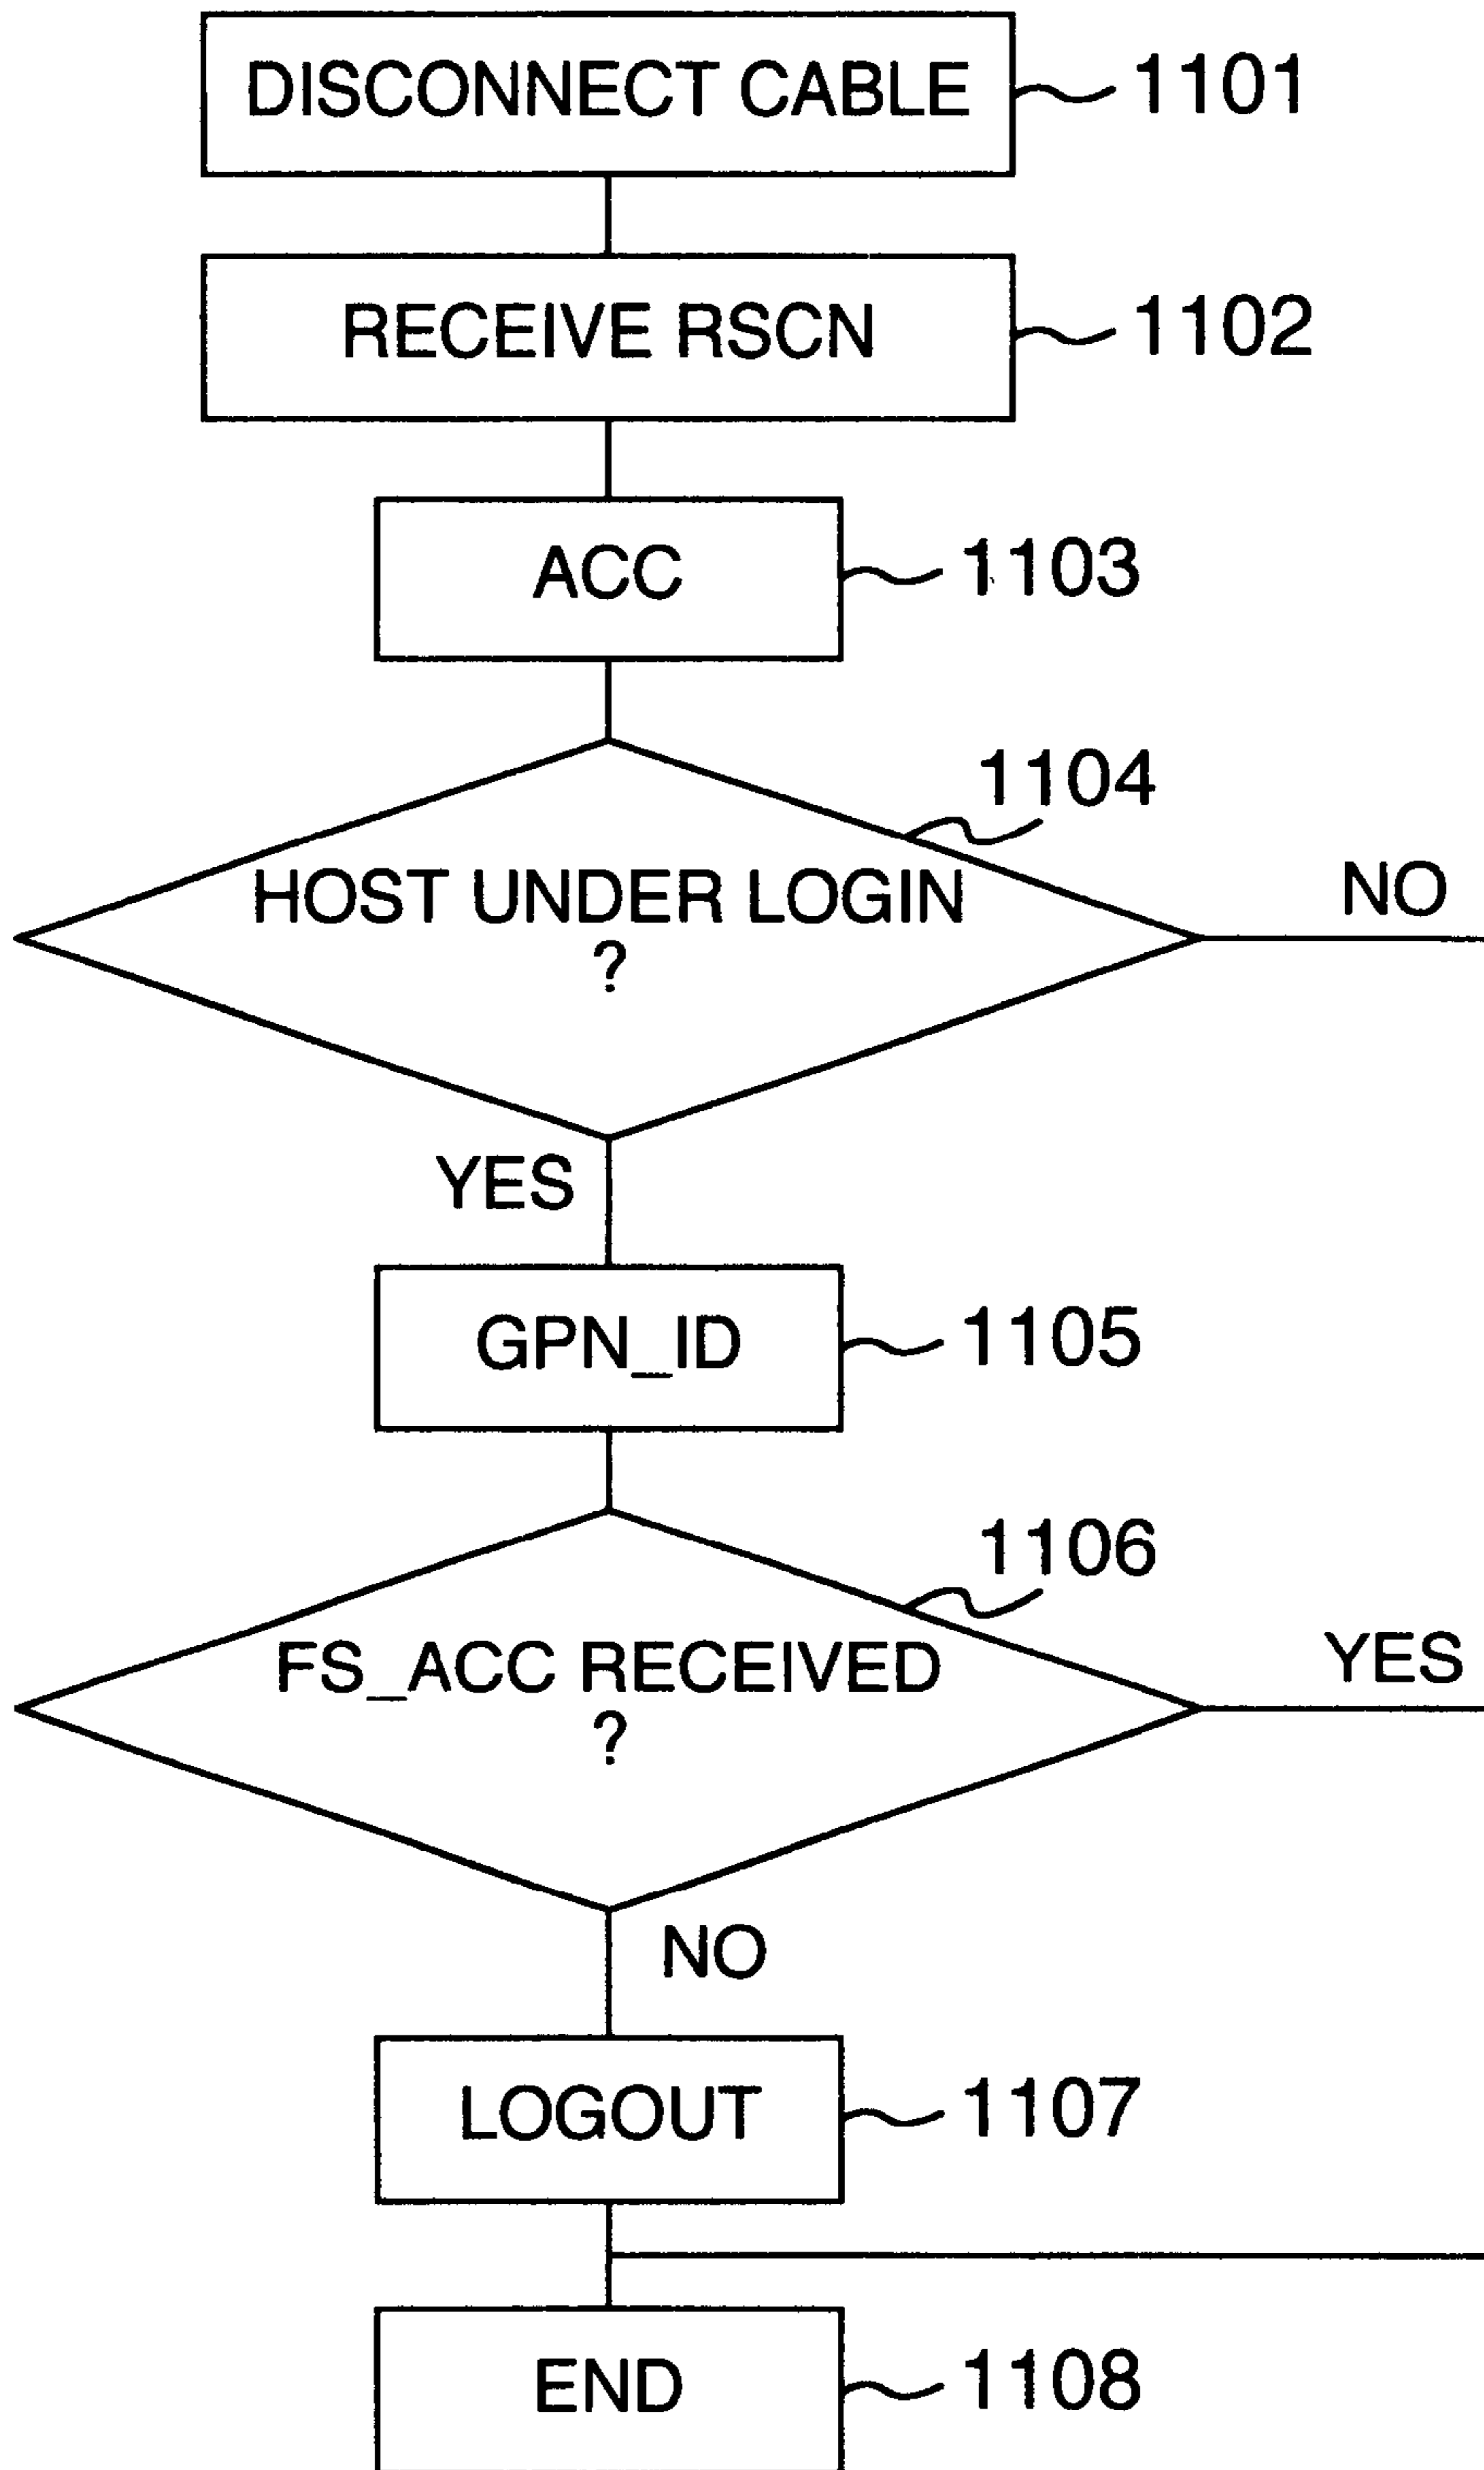 DISCONNECT CABLE
1101
RECEIVE RSCN
1102
ACC
1103
1104
HOST UNDER LOGIN
?
NO
YES
GPN_ID
1105
1106
FS_ACC RECEIVED
?
YES
NO
LOGOUT
1107
END
1108